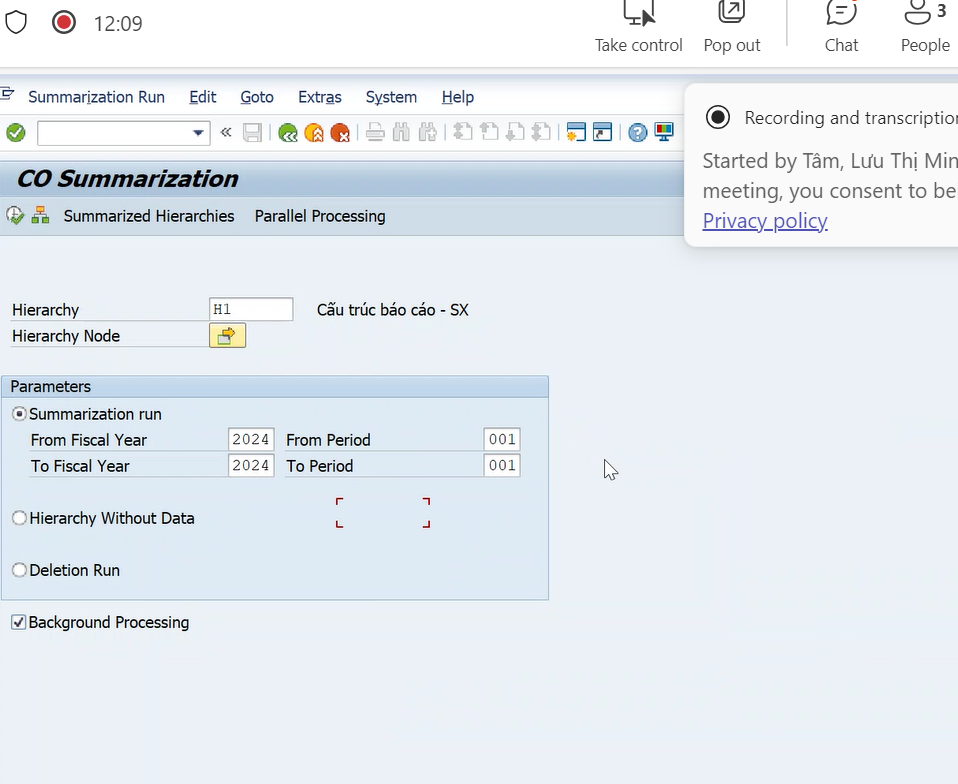 12:09
Take control Pop out Chat People 3
Summarization Run Edit Goto Extras System Help
Recording and transcription
Started by Tâm, Lưu Thị
meeting, you consent to be
Privacy policy
CO Summarization
Summarized Hierarchies Parallel Processing
Hierarchy H1 Cấu trúc báo cáo - SX
Hierarchy Node
Parameters
Summarization run
From Fiscal Year 2024 From Period 001
To Fiscal Year 2024 To Period 001
Hierarchy Without Data
Deletion Run
Background Processing